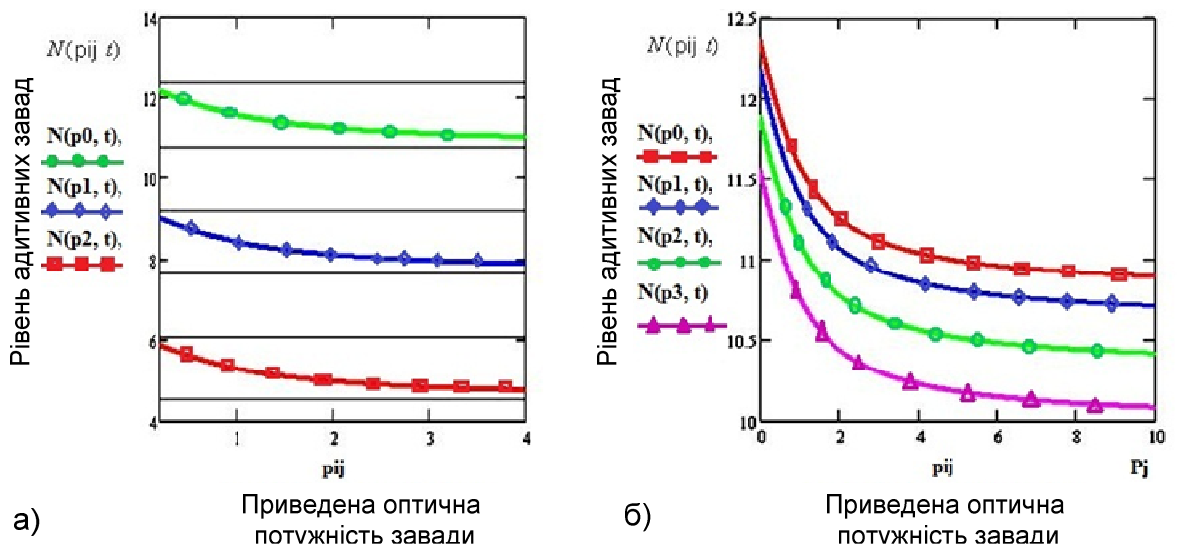 14
N(pij t)
12
N(p0, t),
N(p1, t),
10
N(p2, t),
8
6
4
1
2
3
4
pij
Рівень адитивних завад
Приведена оптична
потужність завади
а)
12.5
N(pij t)
12
N(p0, t),
N(p1, t),
11.5
N(p2, t),
11
N(p3, t)
10.5
10
0
2
4
6
8
10
pij
Pj
Рівень адитивних завад
Приведена оптична
потужність завади
б)